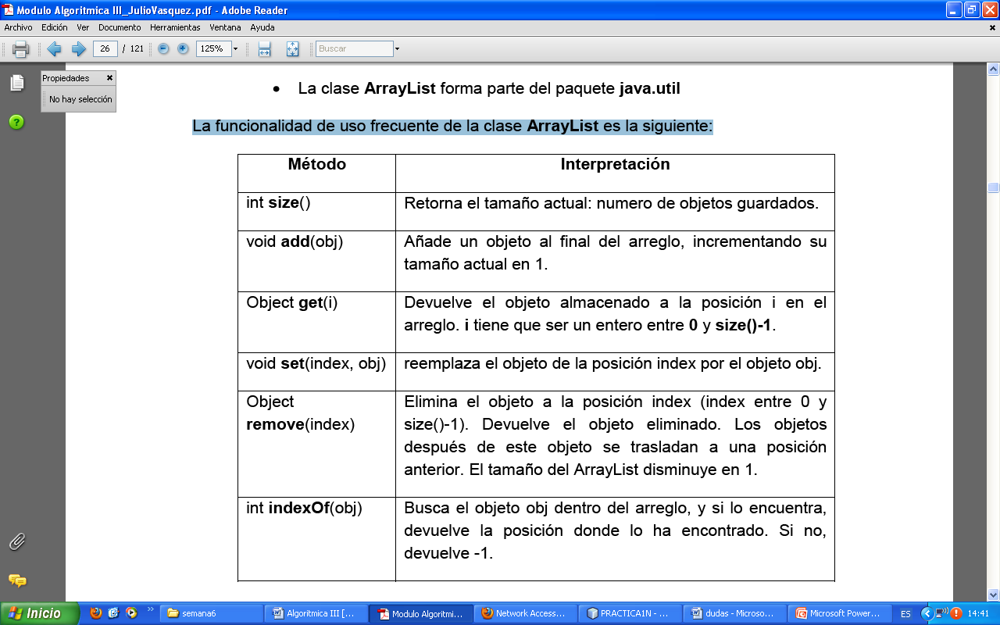 Modulo Algoritmica III_JulioVasquez.pdf - Adobe Reader
Archivo Edición Ver Documento Herramientas Ventana Ayuda
26 / 121 125% Buscar
Propiedades
No hay selección
• La clase ArrayList forma parte del paquete java.util
La funcionalidad de uso frecuente de la clase ArrayList es la siguiente:
Método Interpretación
int size() Retorna el tamaño actual: numero de objetos guardados.
void add(obj) Añade un objeto al final del arreglo, incrementando su
tamaño actual en 1.
Object get(i) Devuelve el objeto almacenado a la posición i en el
arreglo. i tiene que ser un entero entre 0 y size()-1.
void set(index, obj) reemplaza el objeto de la posición index por el objeto obj.
Object remove(index) Elimina el objeto a la posición index (index entre 0 y
size()-1). Devuelve el objeto eliminado. Los objetos
después de este objeto se trasladan a una posición
anterior. El tamaño del ArrayList disminuye en 1.
int indexOf(obj) Busca el objeto obj dentro del arreglo, y si lo encuentra,
devuelve la posición donde lo ha encontrado. Si no,
devuelve -1.
Inicio semana6 Algoritmica III [... Modulo Algoritmi... Network Access... PRACTICA1N - ... dudas - Microso... Microsoft Power... ES 14:41